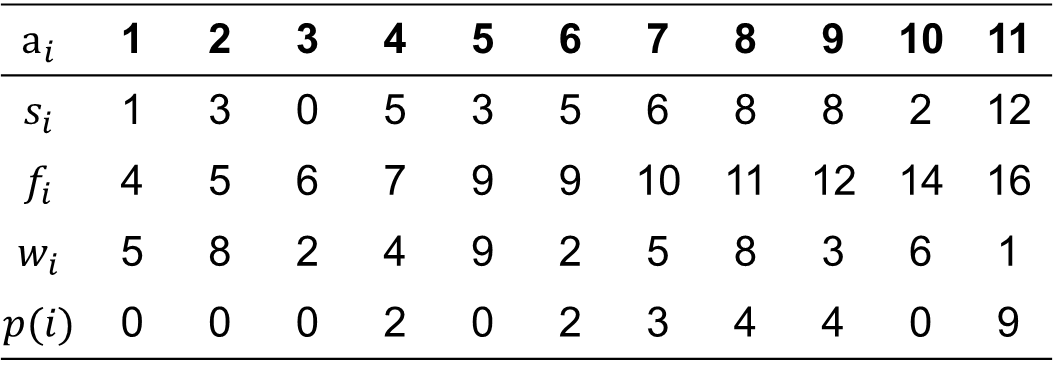 a𝑖 1 2 3 4 5 6 7 8 9 10 11
𝑠𝑖 1 3 0 5 3 5 6 8 8 2 12
𝑓𝑖 4 5 6 7 9 9 10 11 12 14 16
𝑤𝑖 5 8 2 4 9 2 5 8 3 6 1
𝑝(𝑖) 0 0 0 2 0 2 3 4 4 0 9